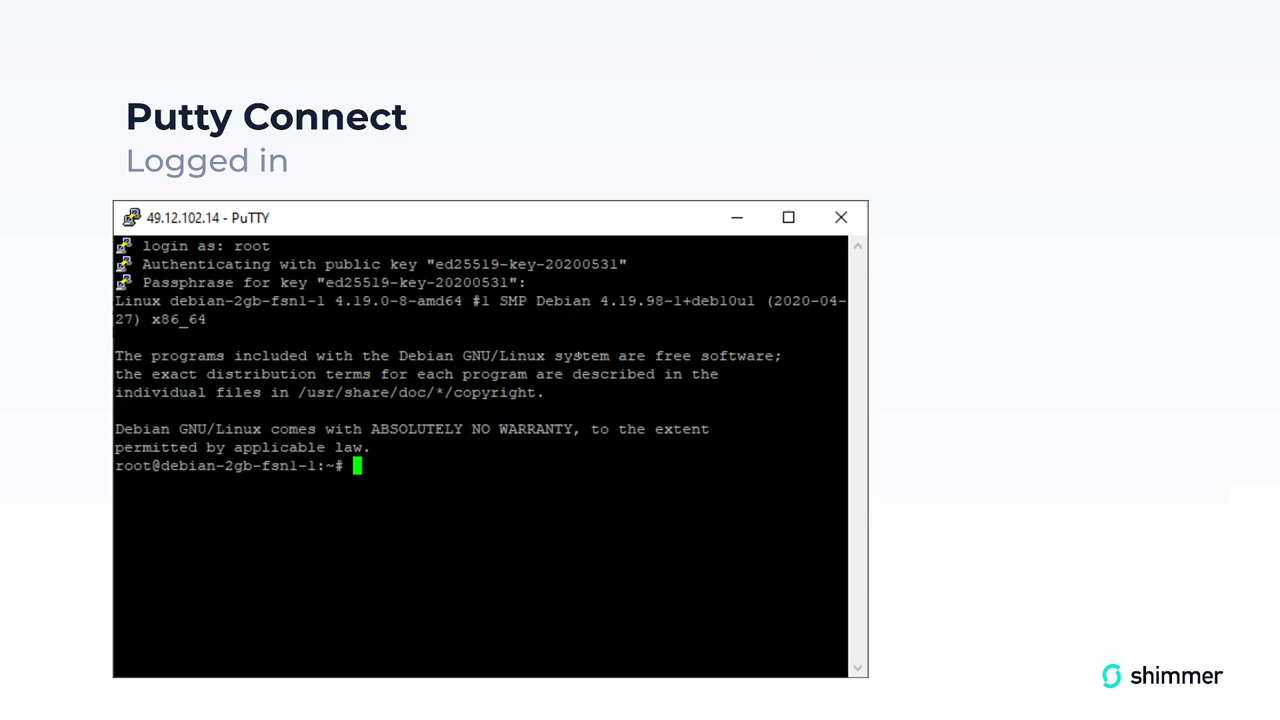 Putty Connect
Logged in
49.12.102.14 - PuTTY
login as: root
Authenticating with public key "ed25519-key-20200531"
Passphrase for key "ed25519-key-20200531":
Linux debian-2gb-fsn1-1 4.19.0-8-amd64 #1 SMP Debian 4.19.98-1+deb10u1 (2020-04-
27) x86_64
The programs included with the Debian GNU/Linux system are free software;
the exact distribution terms for each program are described in the
individual files in /usr/share/doc/*/copyright.
Debian GNU/Linux comes with ABSOLUTELY NO WARRANTY, to the extent
permitted by applicable law.
root@debian-2gb-fsn1-1:~#
shimmer